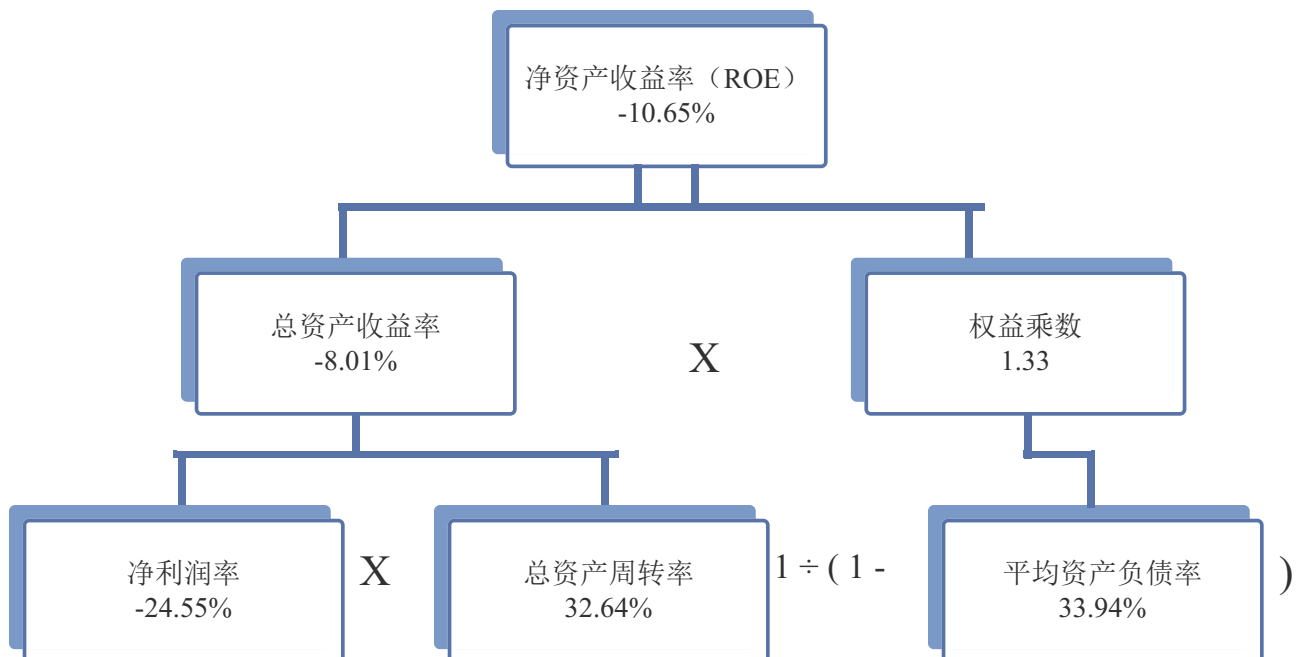 净资产收益率（ROE）
-10.65%
总资产收益率
-8.01%
X
权益乘数
1.33
净利润率
-24.55%
X
总资产周转率
32.64%
1 ÷ ( 1 -
平均资产负债率
33.94%
)